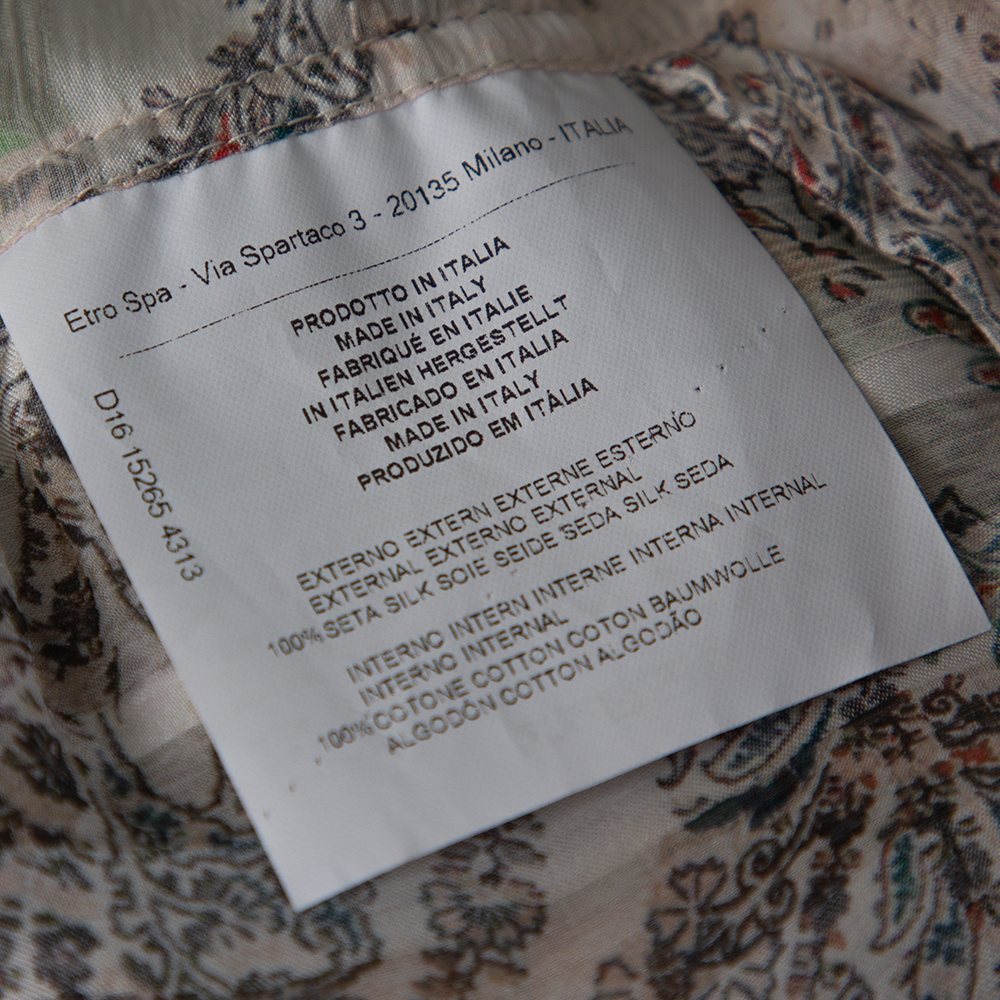 Etro Spa - Via Spartaco 3 - 20135 Milano - ITALIA
PRODOTTO IN ITALIA
MADE IN ITALY
FABRIQUÉ EN ITALIE
IN ITALIEN HERGESTELLT
FABRICADO EN ITALIA
MADE IN ITALY
PRODUZIDO EM ITÁLIA
D16 15265 4313
EXTERNO EXTERN EXTERNE ESTERNO
EXTERNAL EXTERNO EXTERNAL
100% SETA SILK SOIE SEIDE SEDA SILK SEDA
INTERNO INTERN INTERNE INTERNA INTERNAL
INTERNO INTERNAL
100% COTONE COTTON COTON BAUMWOLLE
ALGODÓN COTTON ALGODÃO